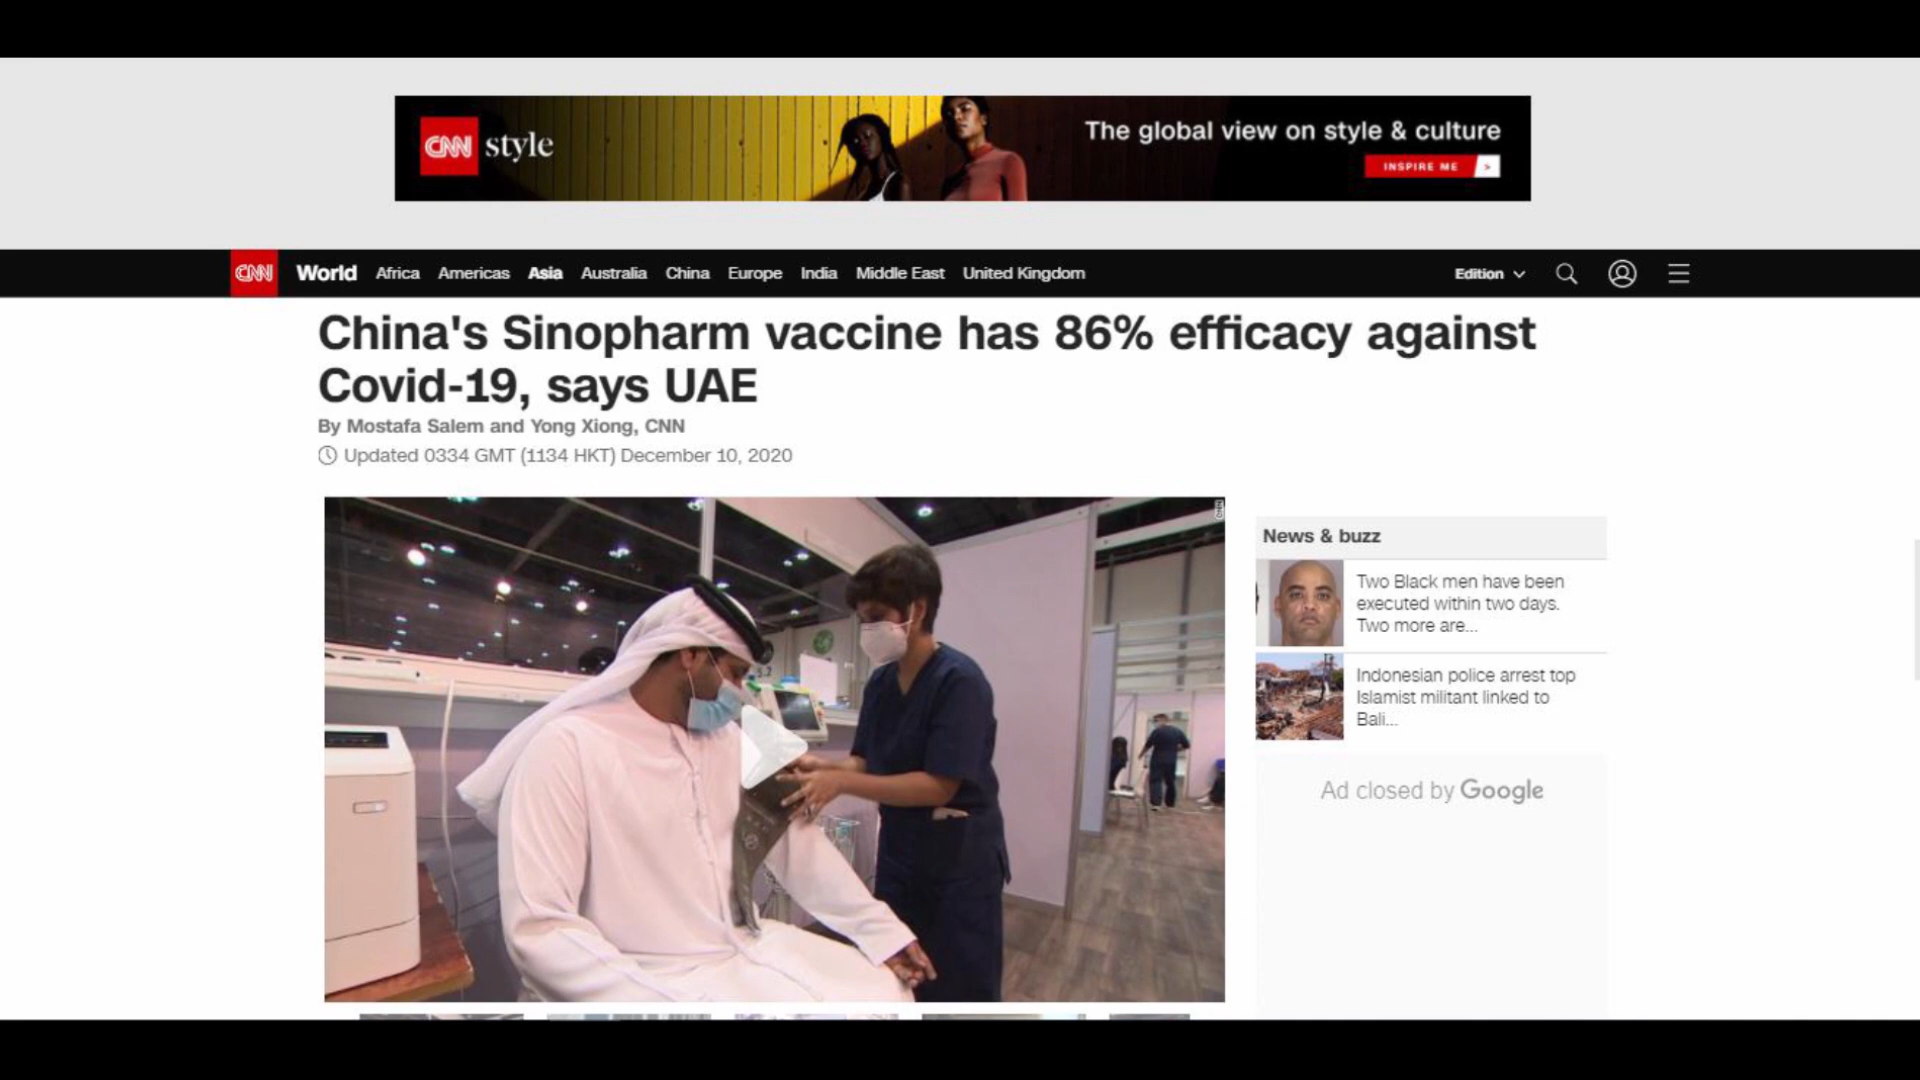 CNN style
The global view on style & culture
INSPIRE ME >
CNN World Africa Americas Asia Australia China Europe India Middle East United Kingdom Edition
China's Sinopharm vaccine has 86% efficacy against
Covid-19, says UAE
By Mostafa Salem and Yong Xiong, CNN
Updated 0334 GMT (1134 HKT) December 10, 2020
CNN
5.2
News & buzz
Two Black men have been
executed within two days.
Two more are...
Indonesian police arrest top
Islamist militant linked to
Bali...
Ad closed by Google